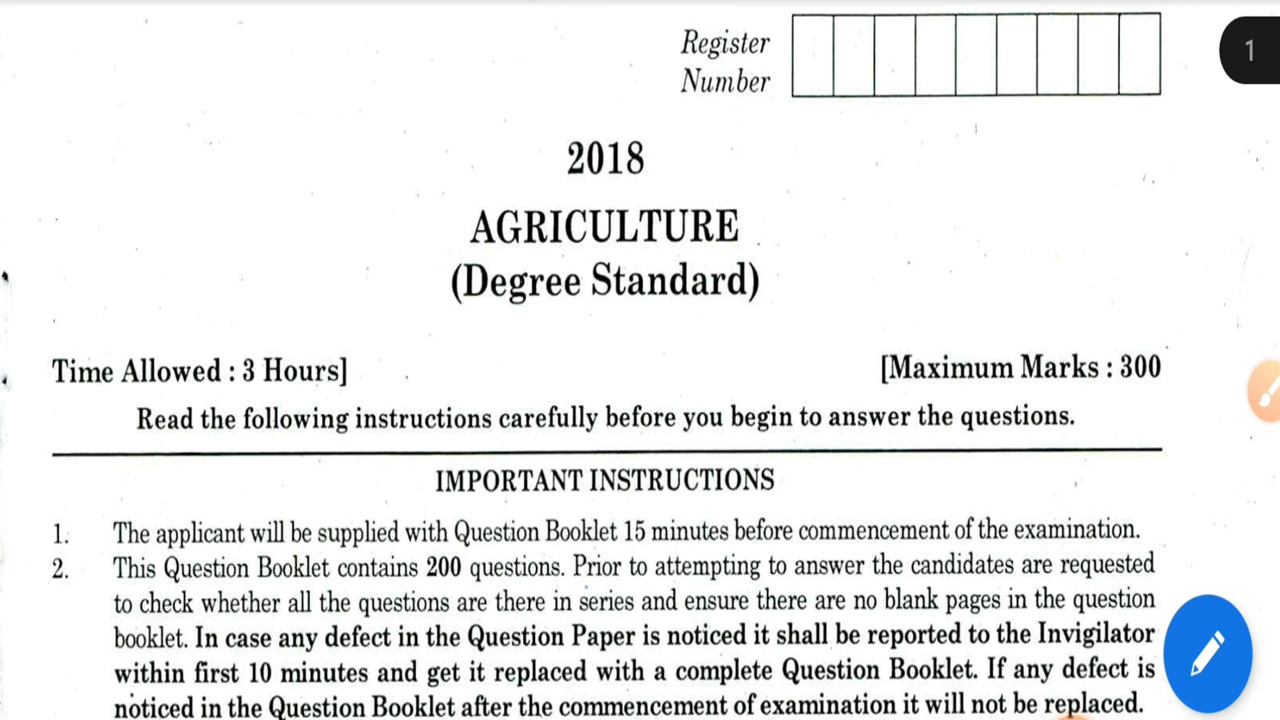 Register
Number
1
2018
AGRICULTURE
(Degree Standard)
Time Allowed : 3 Hours] [Maximum Marks : 300
Read the following instructions carefully before you begin to answer the questions.
IMPORTANT INSTRUCTIONS
1. The applicant will be supplied with Question Booklet 15 minutes before commencement of the examination.
2. This Question Booklet contains 200 questions. Prior to attempting to answer the candidates are requested
to check whether all the questions are there in series and ensure there are no blank pages in the question
booklet. In case any defect in the Question Paper is noticed it shall be reported to the Invigilator
within first 10 minutes and get it replaced with a complete Question Booklet. If any defect is
noticed in the Question Booklet after the commencement of examination it will not be replaced.